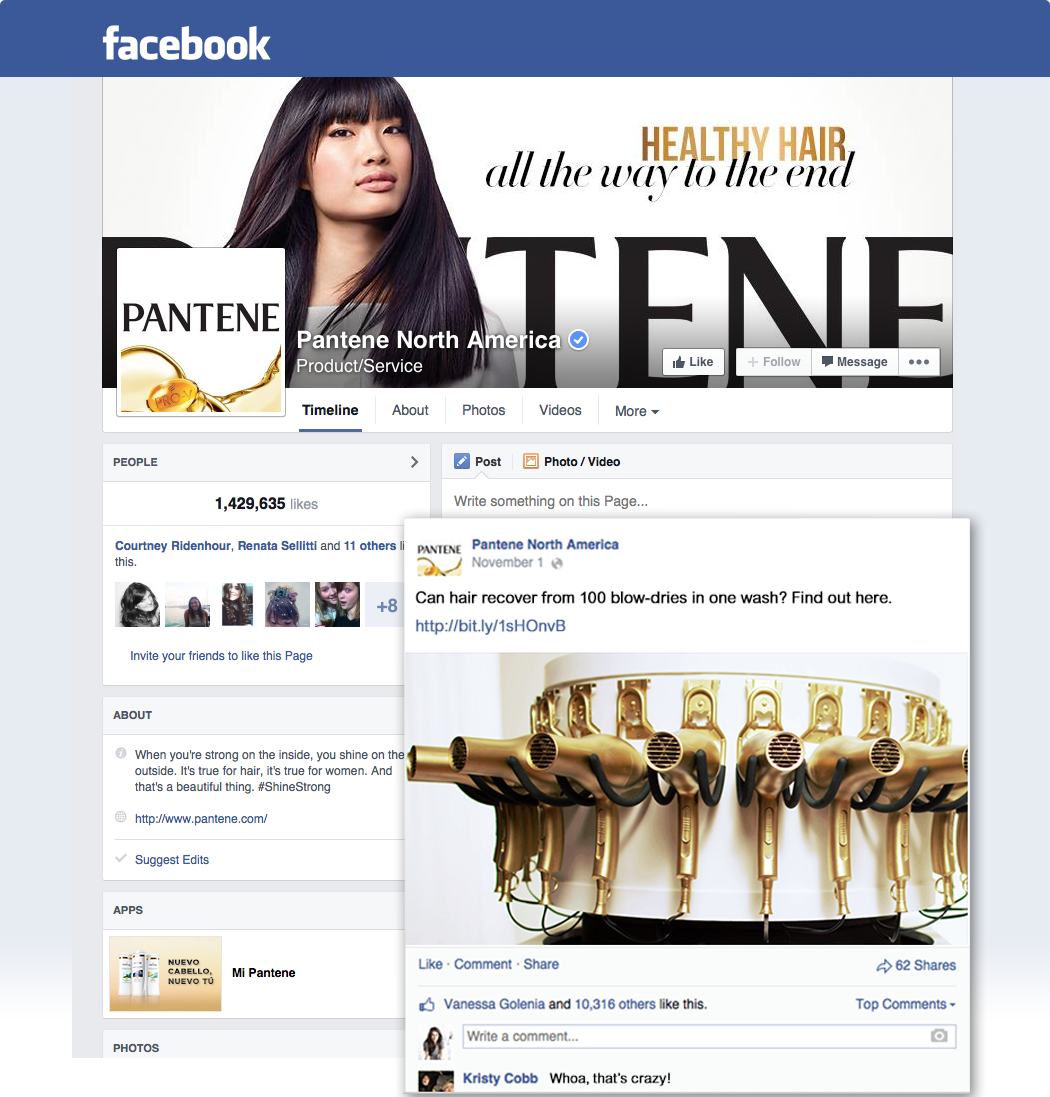 facebook
HEALTHY HAIR
all the way to the end
PANTENE
PANTENE
PRO-V
Pantene North America
Product/Service
Like
Follow
Message
Timeline
About
Photos
Videos
More
PEOPLE
1,429,635 likes
Courtney Ridenhour, Renata Sellitti and 11 others li
this.
+8
Invite your friends to like this Page
ABOUT
When you're strong on the inside, you shine on the
outside. It's true for hair, it's true for women. And
that's a beautiful thing. #ShineStrong
http://www.pantene.com/
Suggest Edits
APPS
NUEVO
CABELLO,
NUEVO TÚ
Mi Pantene
PHOTOS
Post
Photo / Video
Write something on this Page...
PANTENE
Pantene North America
November 1
Can hair recover from 100 blow-dries in one wash? Find out here.
http://bit.ly/1sHOnvB
Like · Comment · Share
62 Shares
Vanessa Golenia and 10,316 others like this.
Top Comments
Write a comment...
Kristy Cobb Whoa, that's crazy!